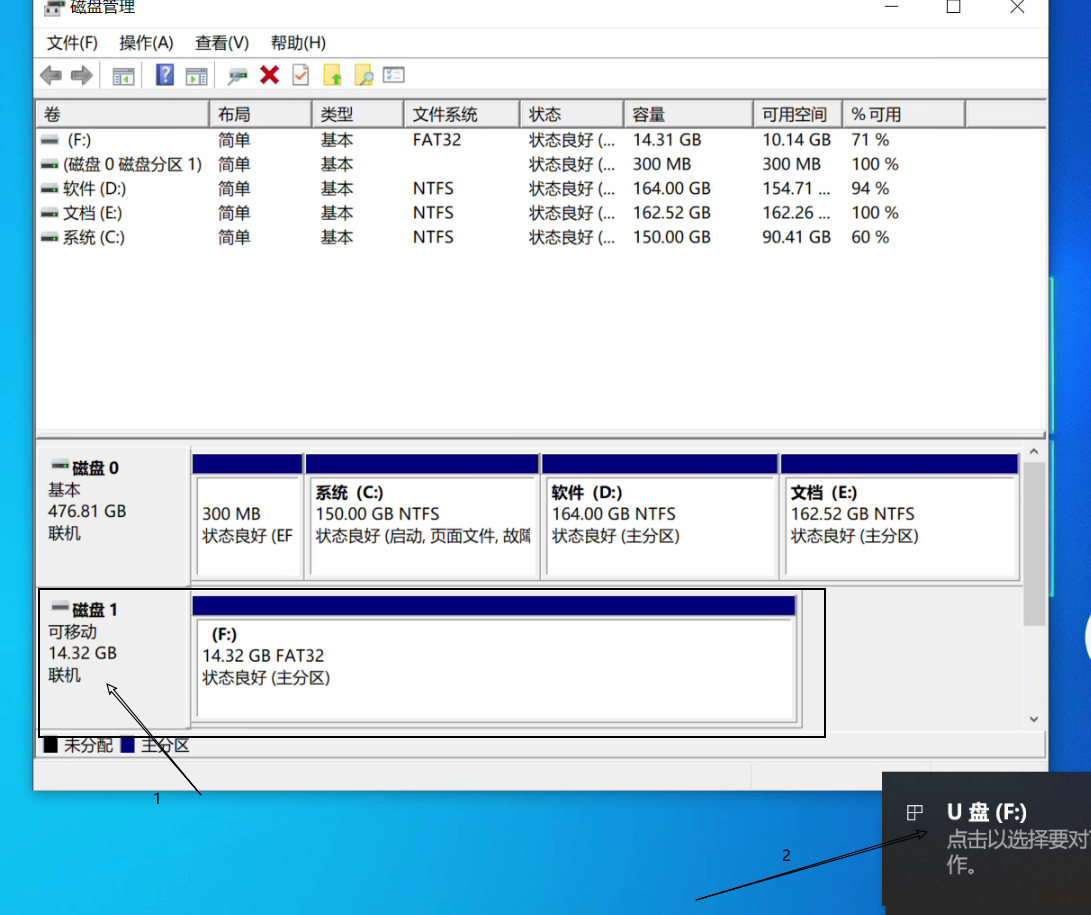 磁盘管理
文件(F) 操作(A) 查看(V) 帮助(H)
卷 布局 类型 文件系统 状态 容量 可用空间 % 可用
(F:) 简单 基本 FAT32 状态良好 (... 14.31 GB 10.14 GB 71 %
(磁盘 0 磁盘分区 1) 简单 基本 状态良好 (... 300 MB 300 MB 100 %
软件 (D:) 简单 基本 NTFS 状态良好 (... 164.00 GB 154.71 ... 94 %
文档 (E:) 简单 基本 NTFS 状态良好 (... 162.52 GB 162.26 ... 100 %
系统 (C:) 简单 基本 NTFS 状态良好 (... 150.00 GB 90.41 GB 60 %
磁盘 0
基本
476.81 GB
联机
300 MB
状态良好 (EF
系统 (C:)
150.00 GB NTFS
状态良好 (启动, 页面文件, 故障
软件 (D:)
164.00 GB NTFS
状态良好 (主分区)
文档 (E:)
162.52 GB NTFS
状态良好 (主分区)
磁盘 1
可移动
14.32 GB
联机
(F:)
14.32 GB FAT32
状态良好 (主分区)
未分配 主分区
1
U 盘 (F:)
点击以选择要对
作。
2